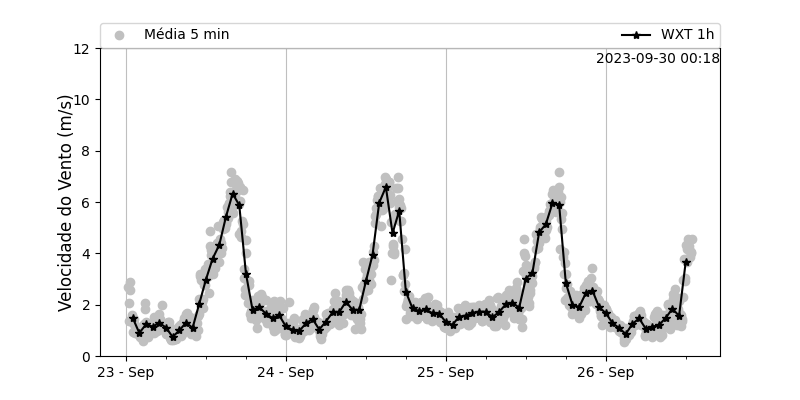 Média 5 min
WXT 1h
2023-09-30 00:18
Velocidade do Vento (m/s)
12
10
8
6
4
2
0
23 - Sep
24 - Sep
25 - Sep
26 - Sep